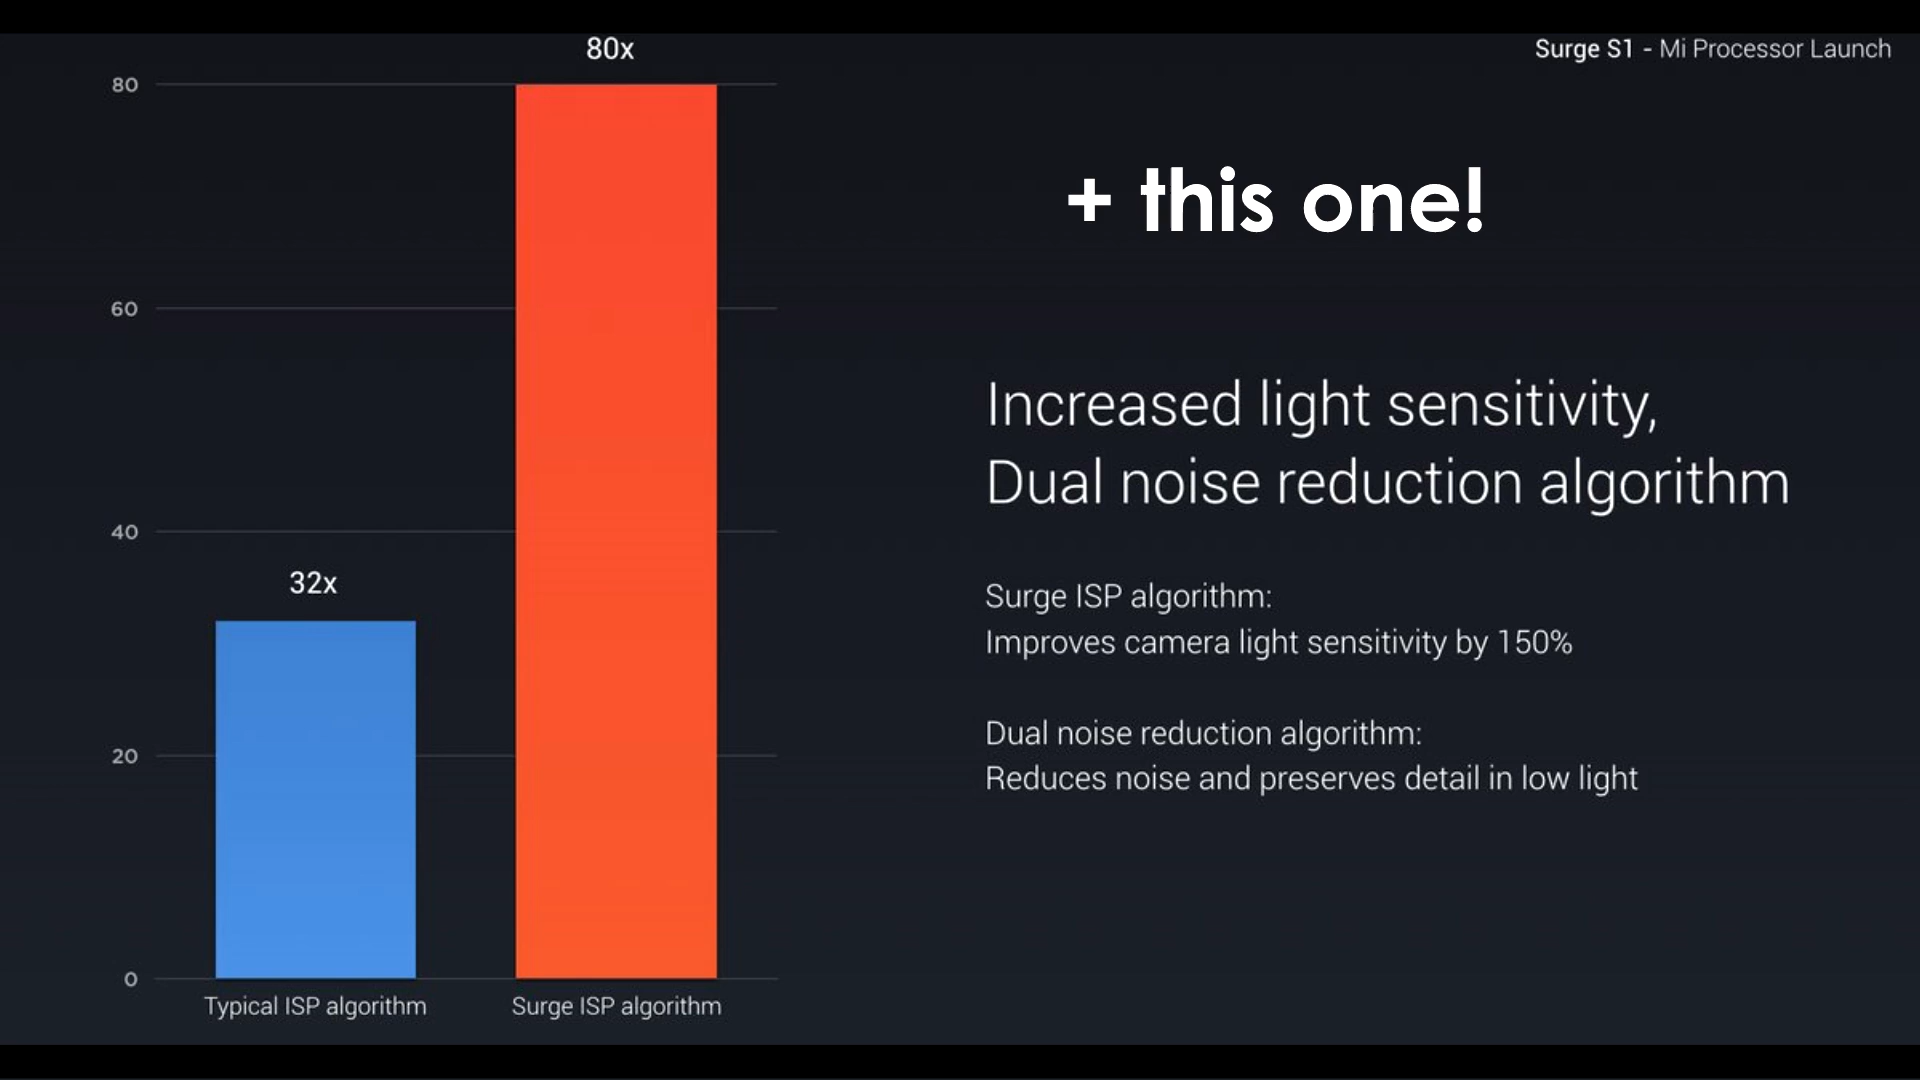 80x
Surge S1 - Mi Processor Launch
80
+ this one!
60
Increased light sensitivity,
Dual noise reduction algorithm
40
32x
Surge ISP algorithm:
Improves camera light sensitivity by 150%
Dual noise reduction algorithm:
20
Reduces noise and preserves detail in low light
0
Typical ISP algorithm
Surge ISP algorithm